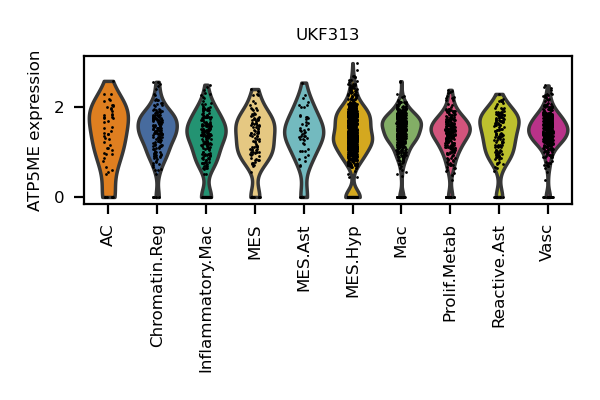 UKF313
ATP5ME expression
2
0
AC
Chromatin.Reg
Inflammatory.Mac
MES
MES.Ast
MES.Hyp
Mac
Prolif.Metab
Reactive.Ast
Vasc